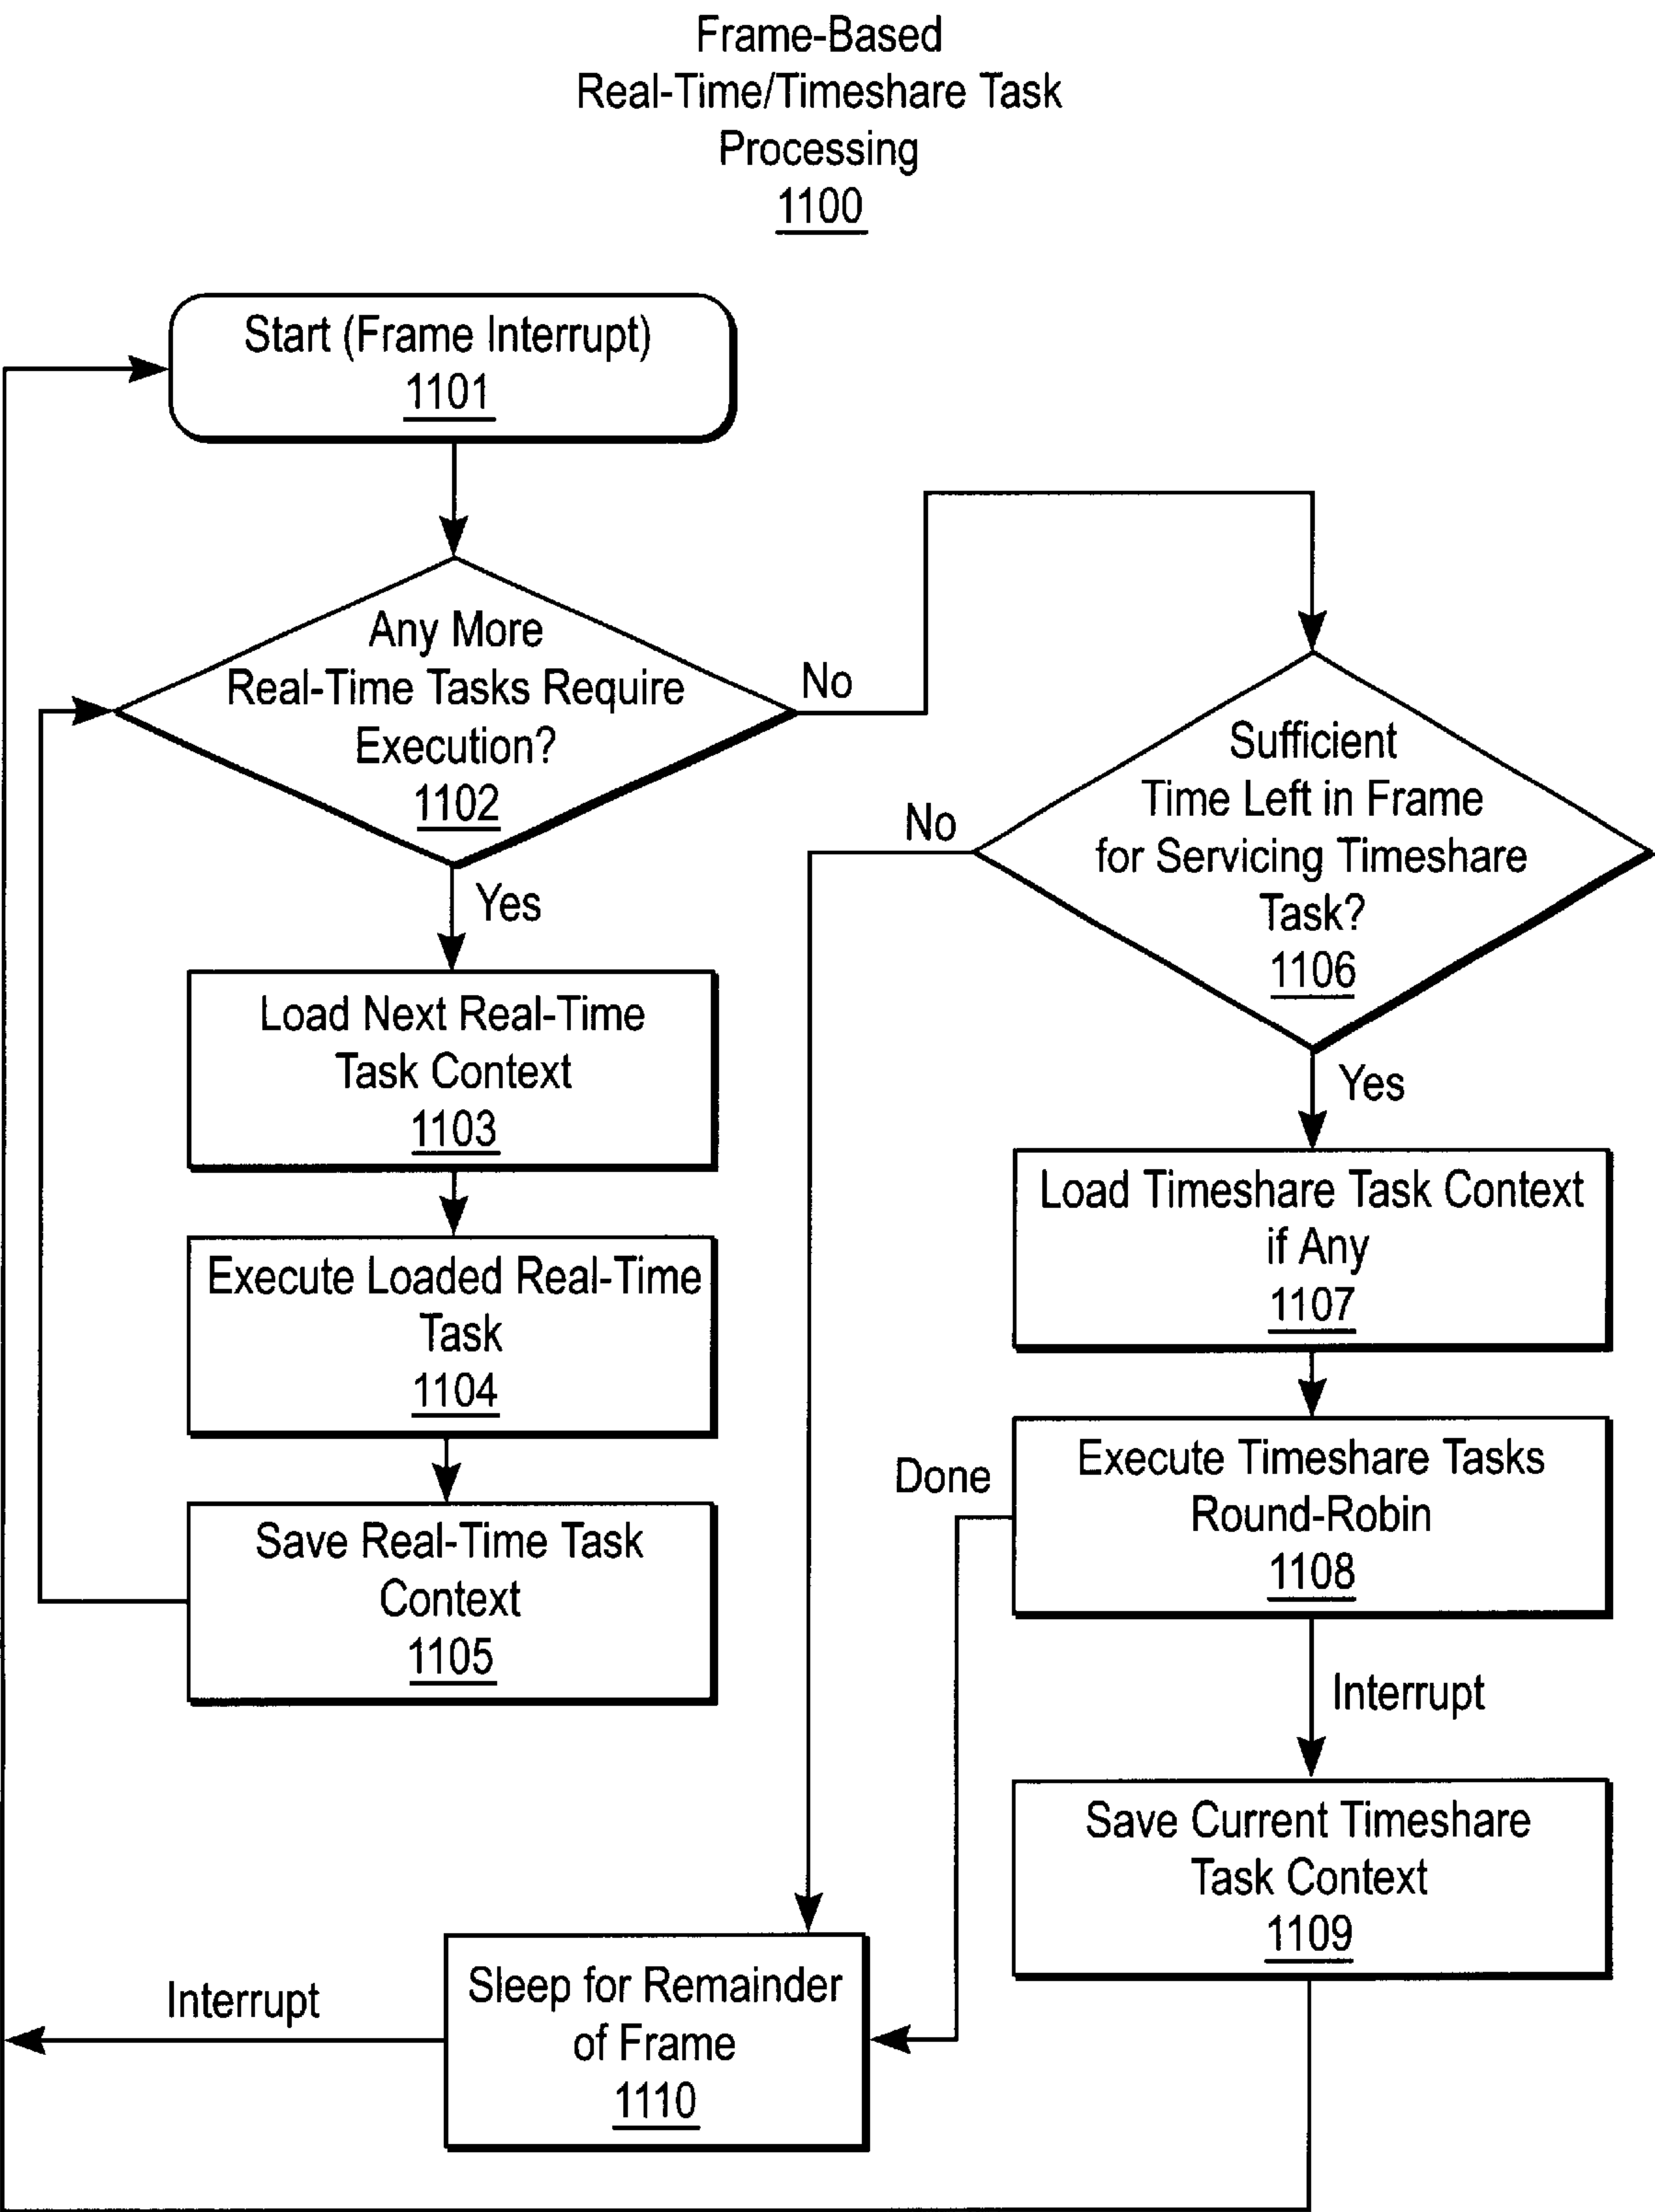 Frame-Based
Real-Time/Timeshare Task
Processing
1100
Start (Frame Interrupt)
1101
Any More
Real-Time Tasks Require
Execution?
1102
No
Yes
Load Next Real-Time
Task Context
1103
Execute Loaded Real-Time
Task
1104
Save Real-Time Task
Context
1105
Sufficient
Time Left in Frame
for Servicing Timeshare
Task?
1106
No
Yes
Load Timeshare Task Context
if Any
1107
Execute Timeshare Tasks
Round-Robin
1108
Done
Interrupt
Save Current Timeshare
Task Context
1109
Sleep for Remainder
of Frame
1110
Interrupt